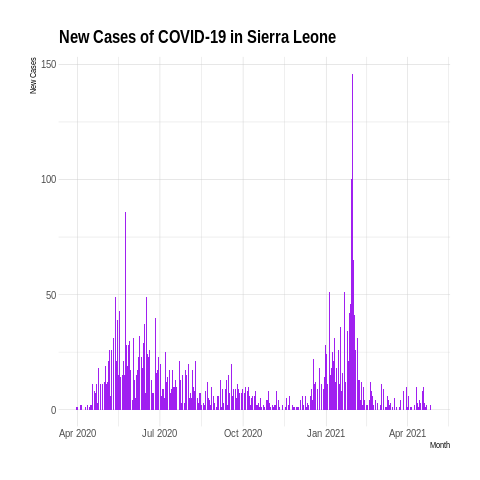 New Cases of COVID-19 in Sierra Leone
New Cases
150
100
50
0
Apr 2020
Jul 2020
Oct 2020
Jan 2021
Apr 2021
Month